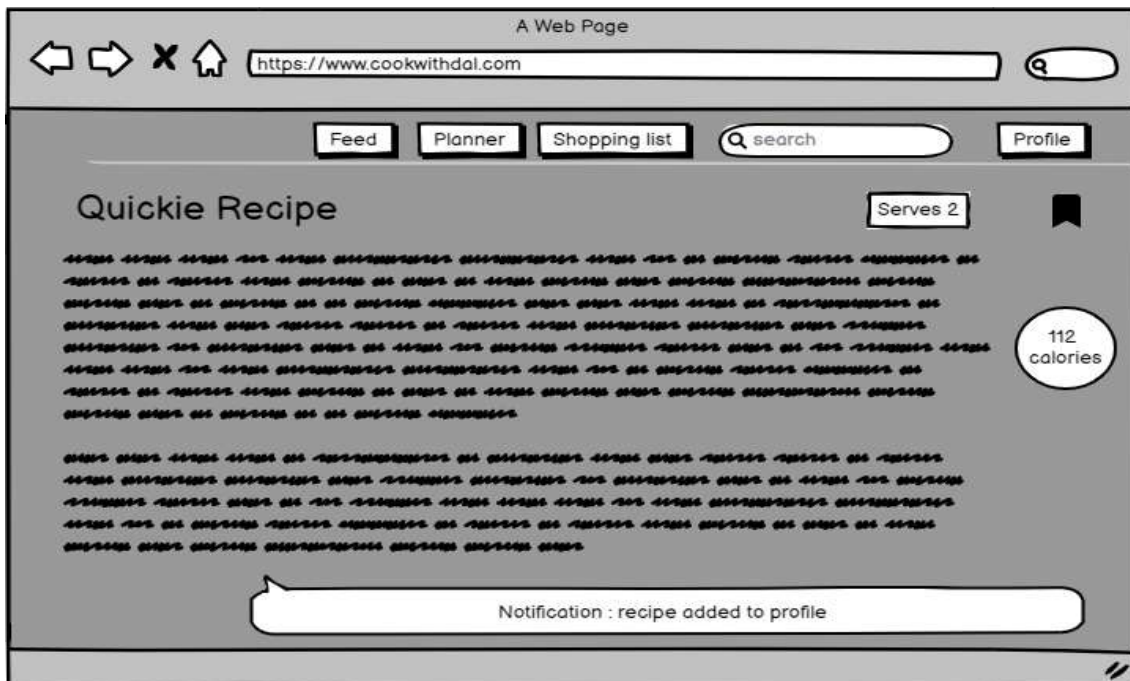 A Web Page
https://www.cookwithdal.com
Feed Planner Shopping list search Profile
Quickie Recipe Serves 2
112
calories
Notification : recipe added to profile